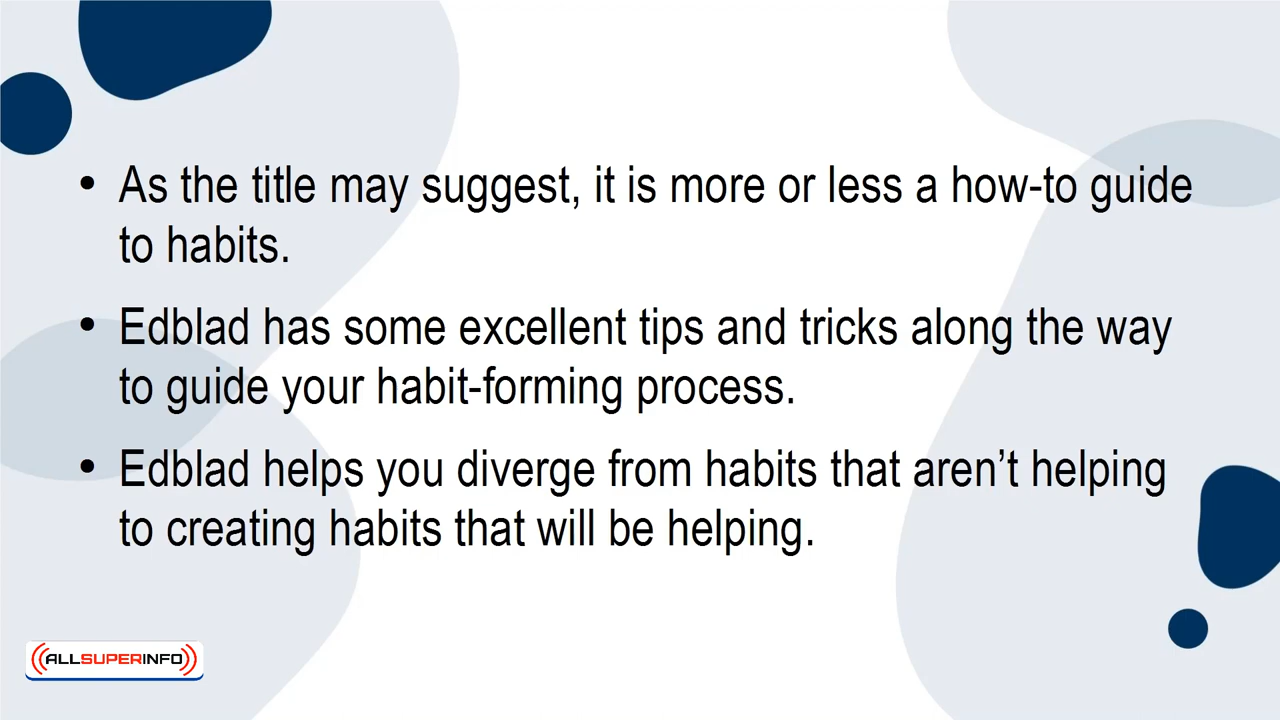 • As the title may suggest, it is more or less a how-to guide
to habits.
• Edblad has some excellent tips and tricks along the way
to guide your habit-forming process.
• Edblad helps you diverge from habits that aren’t helping
to creating habits that will be helping.
ALLSUPERINFO